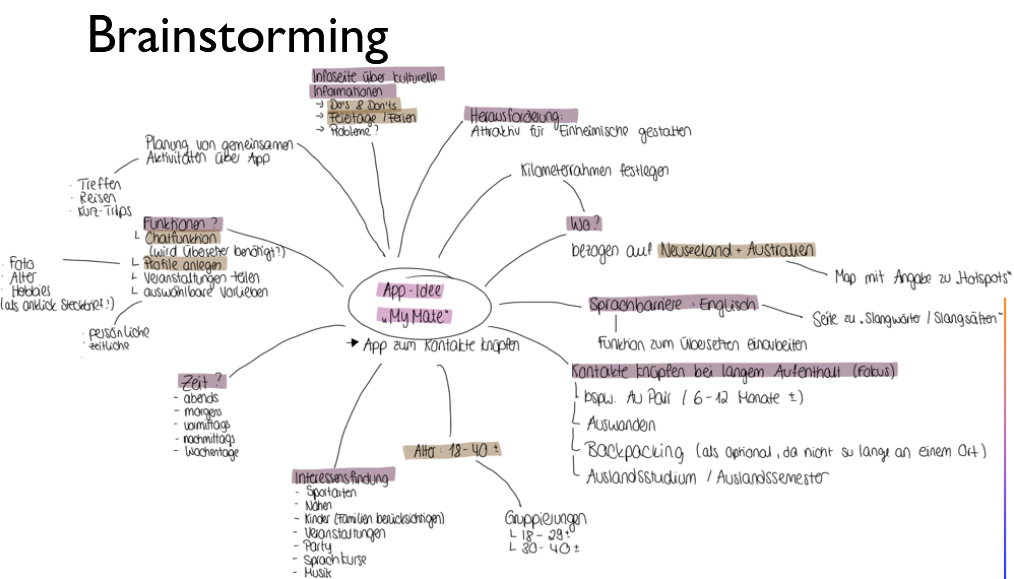 Brainstorming
Infoseite über kulturelle
Informationen
→ Do's & Don'ts
→ Feiertage / Ferien
→ Probleme?
Herausforderung:
Attraktiv für Einheimische gestalten
Planung von gemeinsamen
Aktivitäten über App
· Treffen
· Reisen
· Kurz-Trips
Kilometerrahmen festlegen
Wo?
bezogen auf Neuseeland + Australien
Map mit Angabe zu "Hotspots"
Funktionen?
Chatfunktion
(wird Übersetzer benötigt?)
Profile anlegen
Veranstaltungen teilen
auswählbare Vorlieben
· Foto
· Alter
· Hobbies
(als anklick Steckbrief?)
· persönliche
· zeitliche
App-Idee
"MyMate"
→ App zum Kontakte knüpfen
Sprachbarriere: Englisch
Seite zu "Slangwörter / Slangsätzen"
Funktion zum Übersetzen einarbeiten
Kontakte knüpfen bei langem Aufenthalt (Fokus)
bspw. Au Pair / 6-12 Monate ±)
Auswandern
Backpacking (als optional, da nicht so lange an einem Ort)
Auslandsstudium / Auslandssemester
Zeit?
- abends
- morgens
- vormittags
- nachmittags
- Wochentage
Alter: 18-40 ±
Gruppierungen
18-29 ±
30-40 ±
Interessensfindung
- Sportarten
- Nähen
- Kinder (Familien berücksichtigen)
- Veranstaltungen
- Party
- Sprachkurse
- Musik